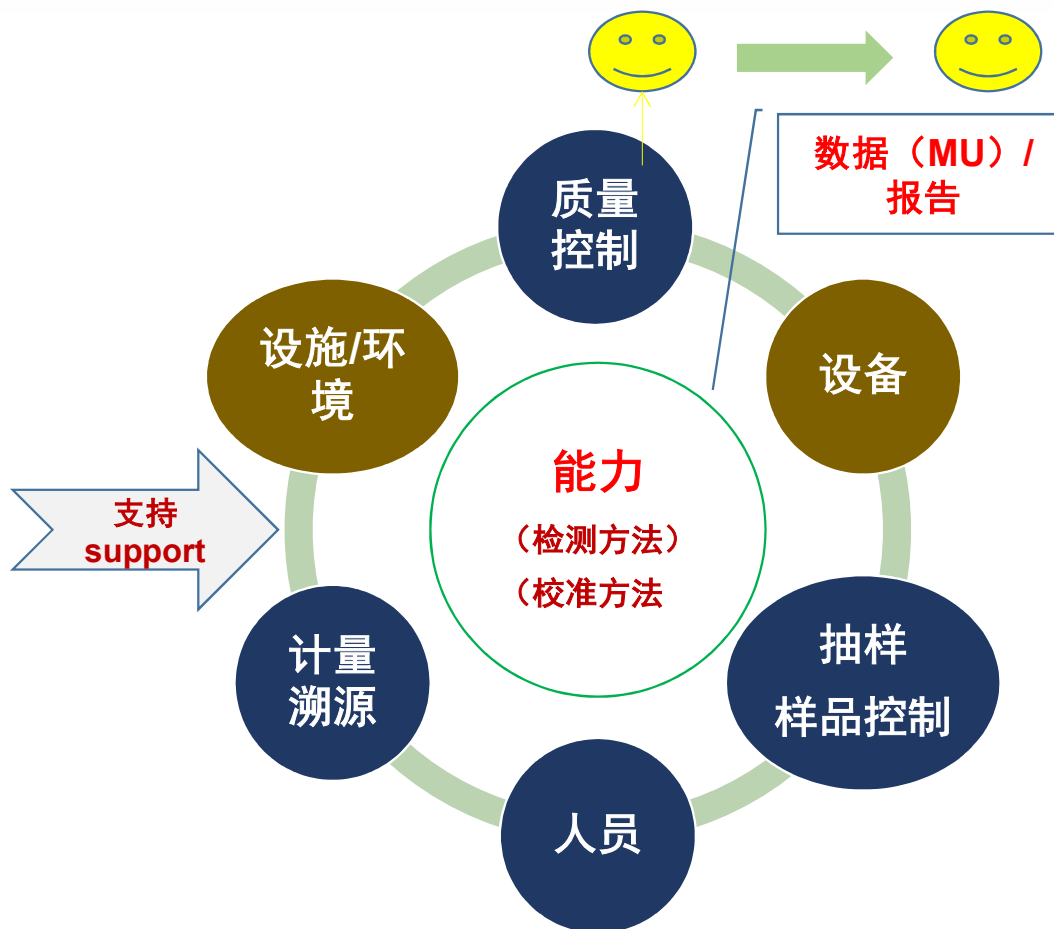 数据（MU）/
报告
质量
控制
设施/环
境
设备
能力
（检测方法）
（校准方法
支持
support
计量
溯源
抽样
样品控制
人员